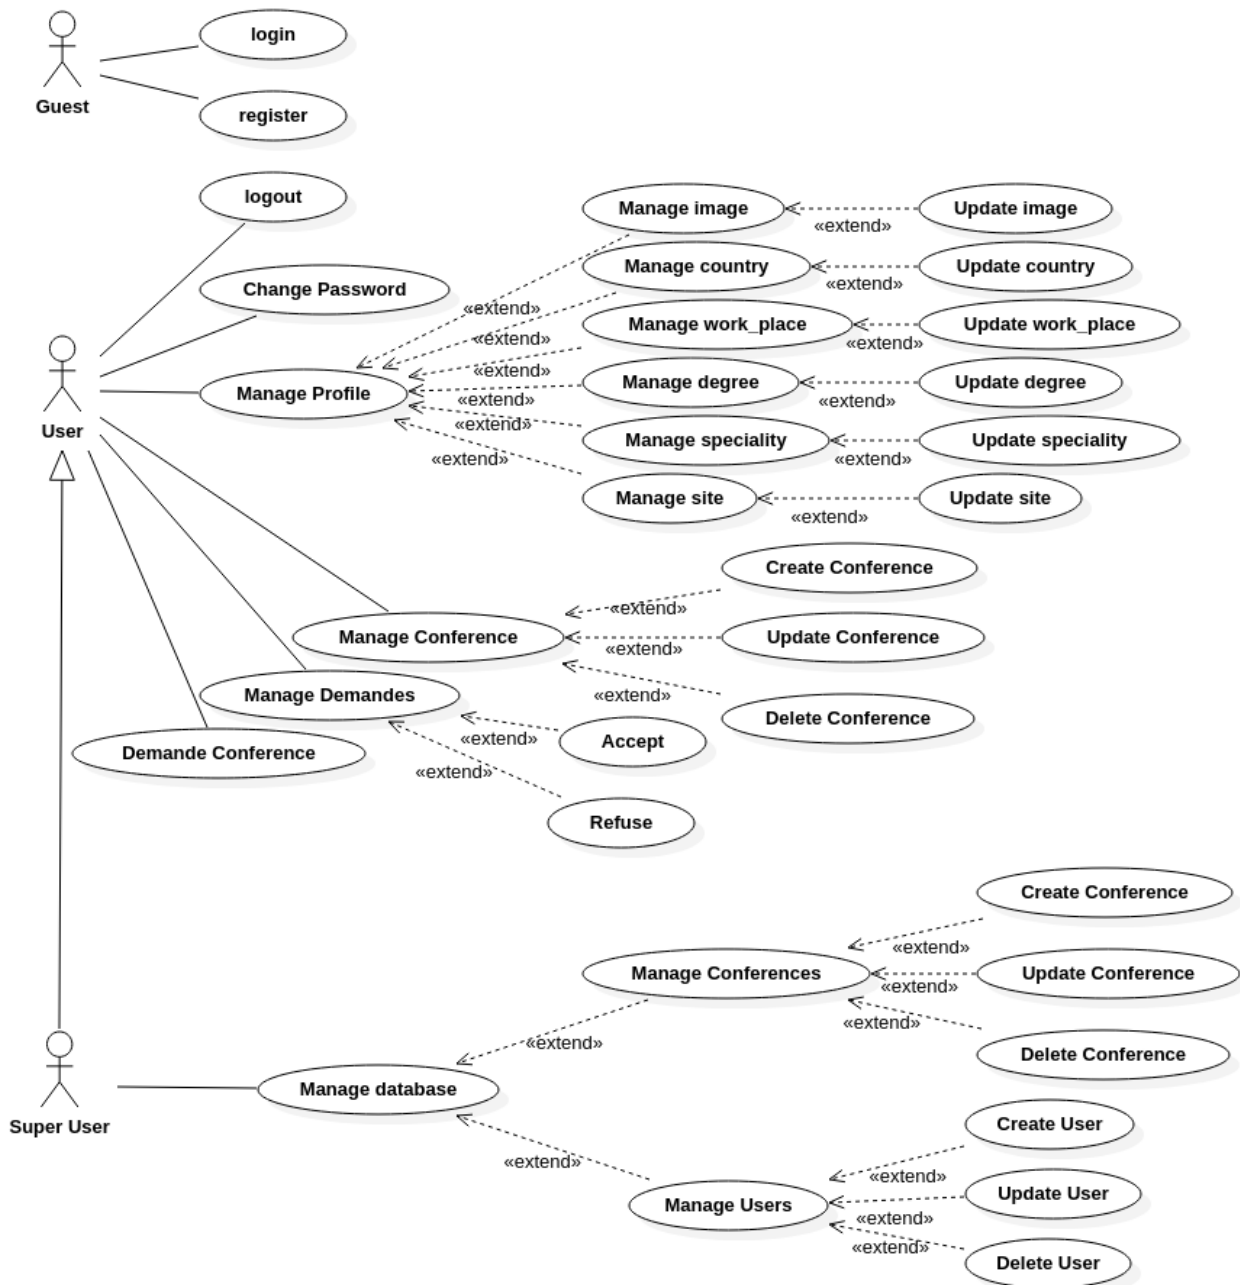 login
Guest
register
logout
Manage image
«extend»
Update image
Manage country
«extend»
Update country
Change Password
«extend»
Manage work_place
«extend»
Update work_place
«extend»
«extend»
Manage degree
«extend»
Update degree
Manage Profile
«extend»
User
«extend»
Manage speciality
«extend»
Update speciality
«extend»
Manage site
«extend»
Update site
Create Conference
«extend»
Manage Conference
«extend»
Update Conference
«extend»
Manage Demandes
Delete Conference
«extend»
Accept
Demande Conference
«extend»
Refuse
Create Conference
«extend»
Manage Conferences
«extend»
Update Conference
«extend»
«extend»
Delete Conference
Manage database
Super User
Create User
«extend»
«extend»
Manage Users
Update User
«extend»
«extend»
Delete User